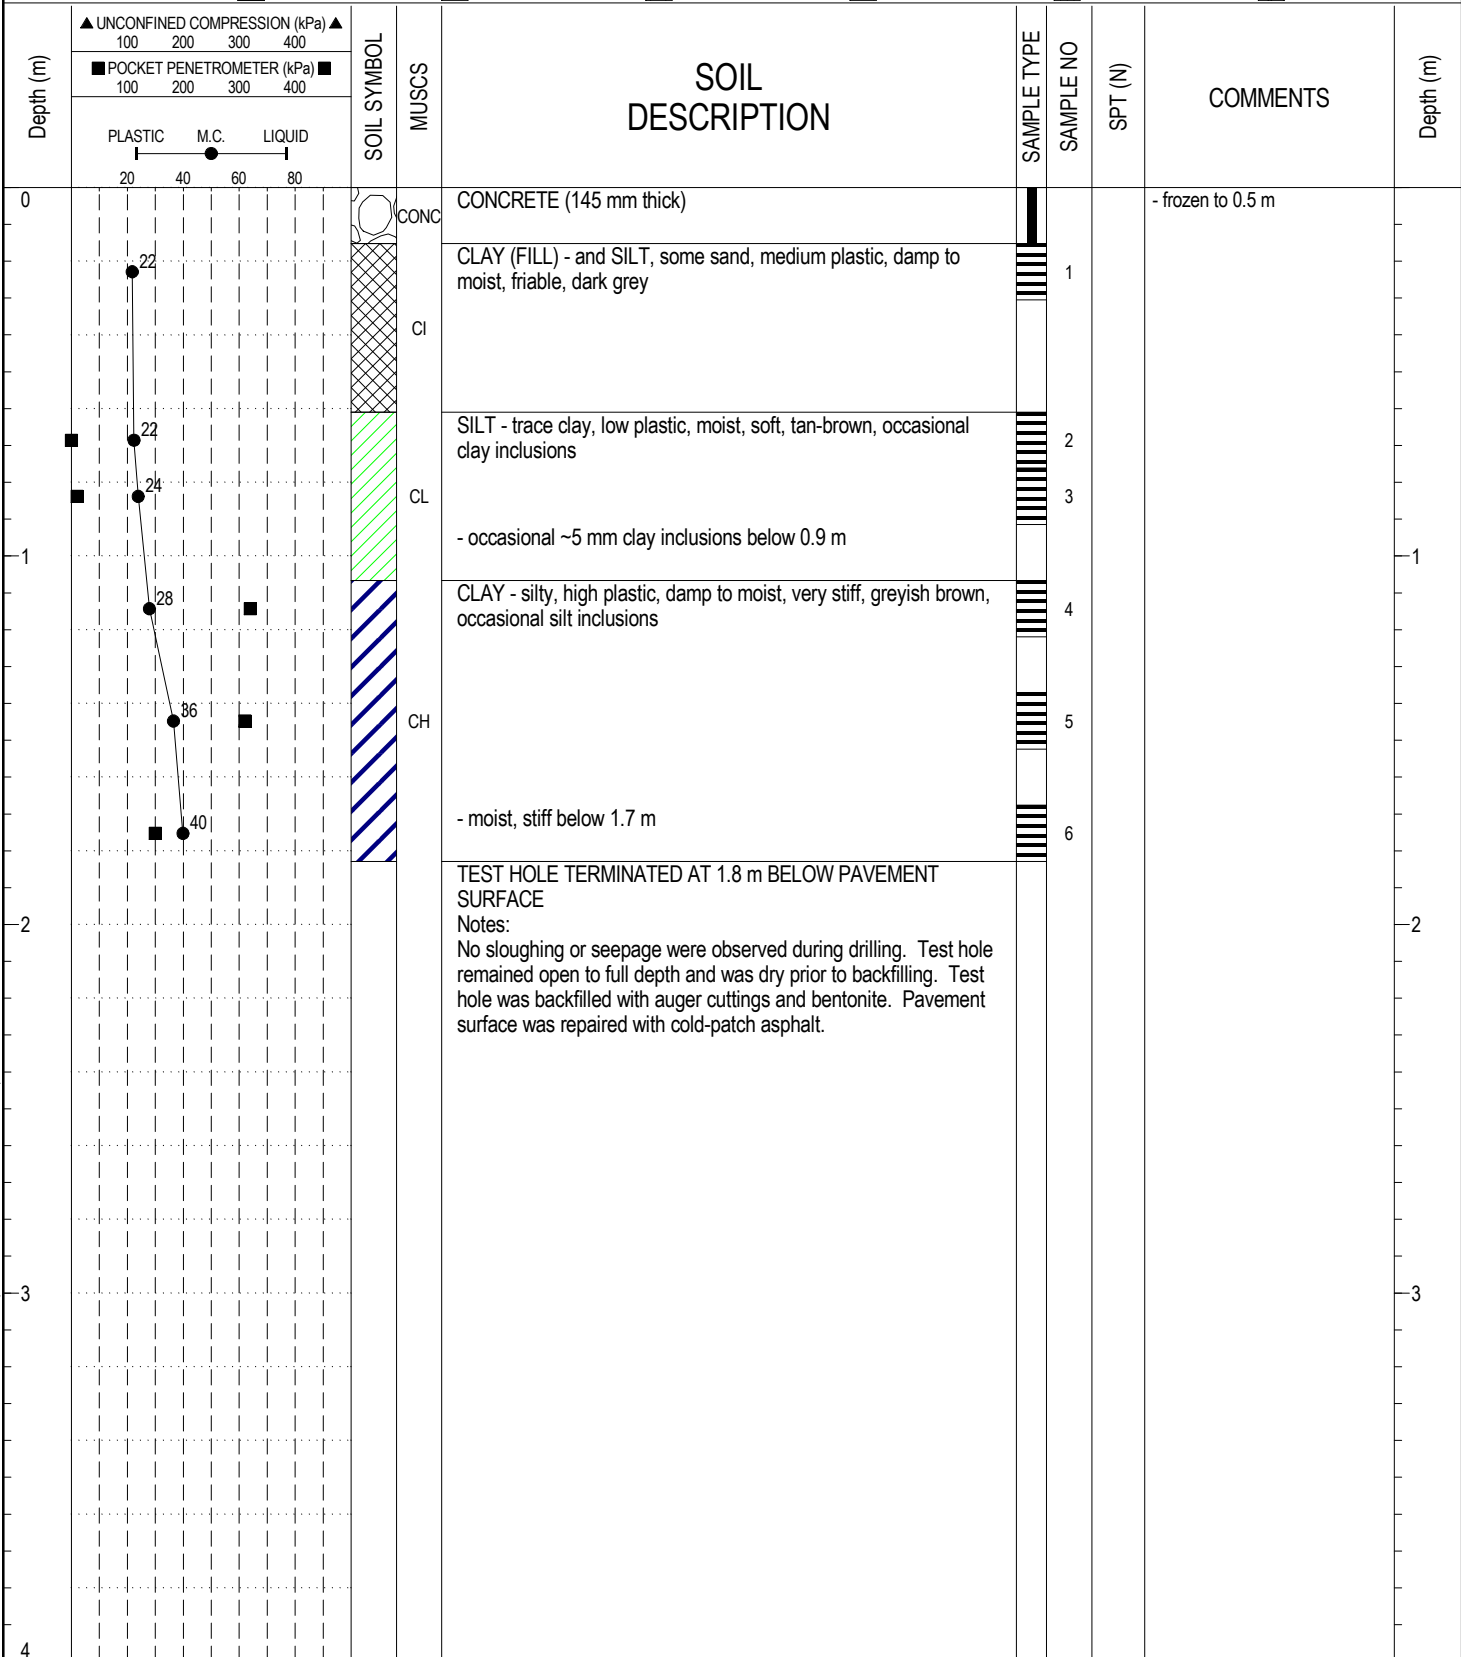 ▲ UNCONFINED COMPRESSION (kPa) ▲
100 200 300 400
■ POCKET PENETROMETER (kPa) ■
100 200 300 400
PLASTIC M.C. LIQUID
20 40 60 80
Depth (m)
SOIL SYMBOL
MUSCS
SOIL
DESCRIPTION
SAMPLE TYPE
SAMPLE NO
SPT (N)
COMMENTS
Depth (m)
0
CONC
CONCRETE (145 mm thick)
- frozen to 0.5 m
22
CI
CLAY (FILL) - and SILT, some sand, medium plastic, damp to
moist, friable, dark grey
1
22
24
CL
SILT - trace clay, low plastic, moist, soft, tan-brown, occasional
clay inclusions
2
3
- occasional ~5 mm clay inclusions below 0.9 m
1
1
28
CLAY - silty, high plastic, damp to moist, very stiff, greyish brown,
occasional silt inclusions
4
36
CH
5
40
- moist, stiff below 1.7 m
6
TEST HOLE TERMINATED AT 1.8 m BELOW PAVEMENT
SURFACE
2
2
Notes:
No sloughing or seepage were observed during drilling. Test hole
remained open to full depth and was dry prior to backfilling. Test
hole was backfilled with auger cuttings and bentonite. Pavement
surface was repaired with cold-patch asphalt.
3
3
4